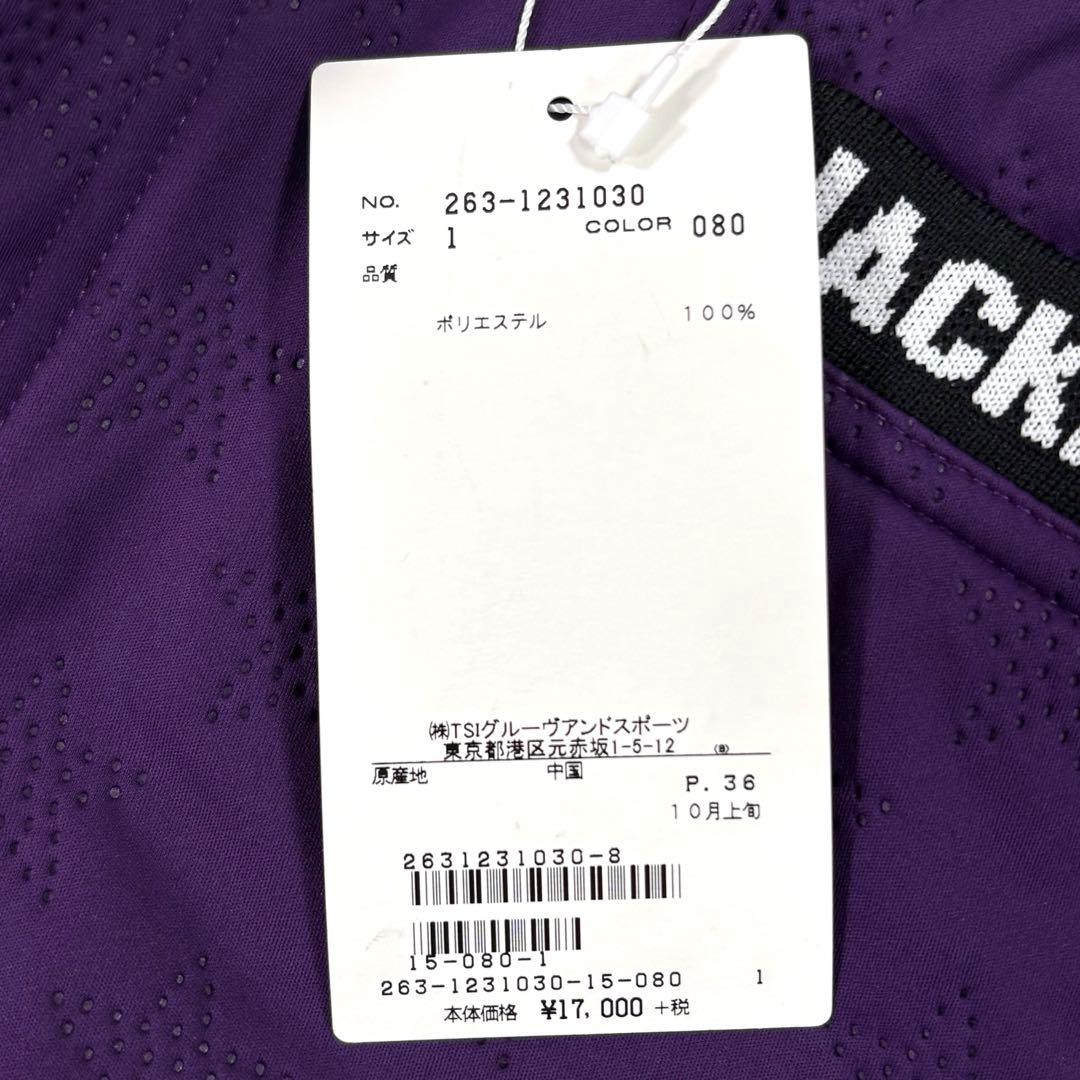 NO. 263-1231030
サイズ 1 COLOR 080
品質
ポリエステル 100%
㈱TSIグルーヴアンドスポーツ
東京都港区元赤坂1-5-12 (8)
原産地 中国
P. 36
10月上旬
2631231030-8
15-080-1
263-1231030-15-080 1
本体価格 ¥17,000 +税
JACK